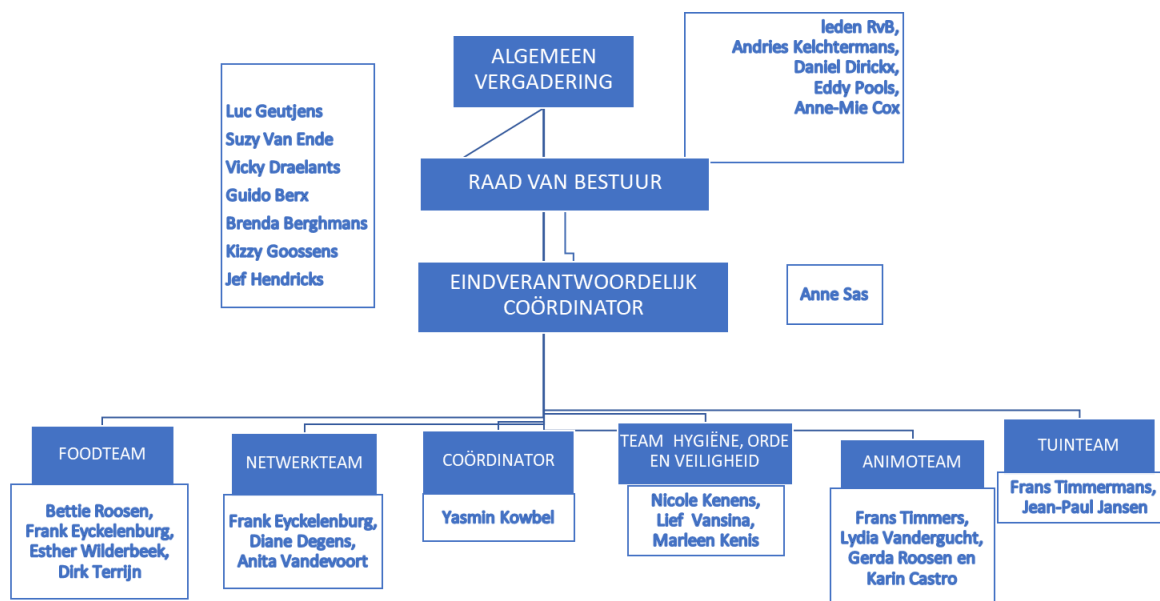 ALGEMEEN
VERGADERING
leden RvB,
Andries Kelchtermans,
Daniel Dirickx,
Eddy Pools,
Anne-Mie Cox
Luc Geutjens
Suzy Van Ende
Vicky Draelants
Guido Berx
Brenda Berghmans
Kizzy Goossens
Jef Hendricks
RAAD VAN BESTUUR
EINDVERANTWOORDELIJK
COÖRDINATOR
Anne Sas
FOODTEAM
Bettie Roosen,
Frank Eyckelenburg,
Esther Wilderbeek,
Dirk Terrijn
NETWERKTEAM
Frank Eyckelenburg,
Diane Degens,
Anita Vandevoort
COÖRDINATOR
Yasmin Kowbel
TEAM HYGIËNE, ORDE
EN VEILIGHEID
Nicole Kenens,
Lief Vansina,
Marleen Kenis
ANIMOTEAM
Frans Timmers,
Lydia Vandergucht,
Gerda Roosen en
Karin Castro
TUINTEAM
Frans Timmermans,
Jean-Paul Jansen